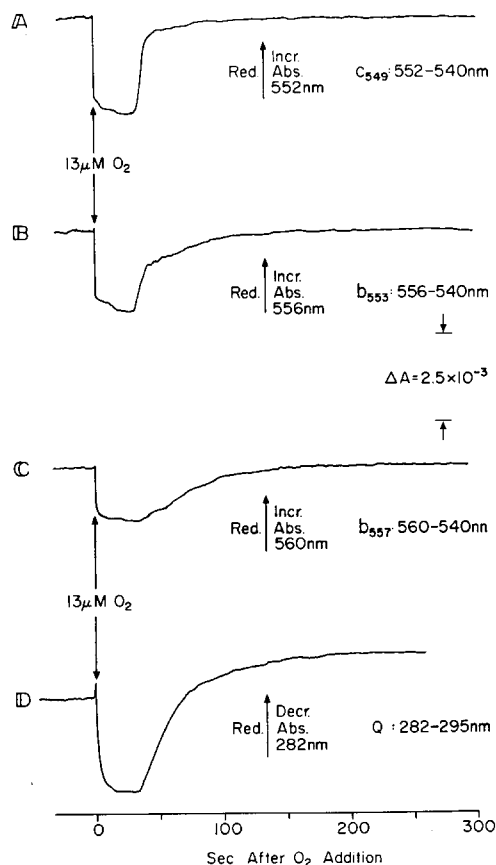 A
Incr.
Red. Abs.
552nm
c549: 552-540nm
13μM O2
B
Incr.
Red. Abs.
556nm
b553: 556-540nm
ΔA=2.5×10⁻³
C
Incr.
Red. Abs.
560nm
b557: 560-540nn
13μM O2
D
Decr.
Red. Abs.
282nm
Q : 282-295nm
0 100 200 300
Sec After O2 Addition